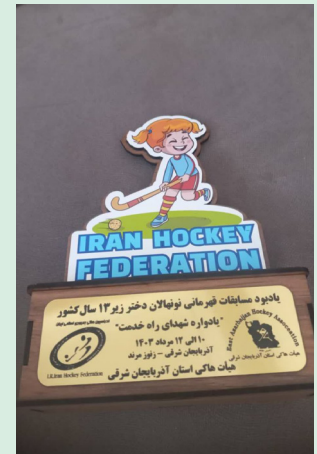 IRAN HOCKEY
FEDERATION
یادبود مسابقات قهرمانی نونهالان دختر زیر ۱۳ سال کشور
"یادواره شهدای راه خدمت"
۱۰ الی ۱۳ مرداد ۱۴۰۳
آذربایجان شرقی - زنوز مرند
هیأت هاکی استان آذربایجان شرقی
I.R.Iran Hockey Federation
East Azarbaijan Hockey Association
هیأت هاکی استان آذربایجان شرقی